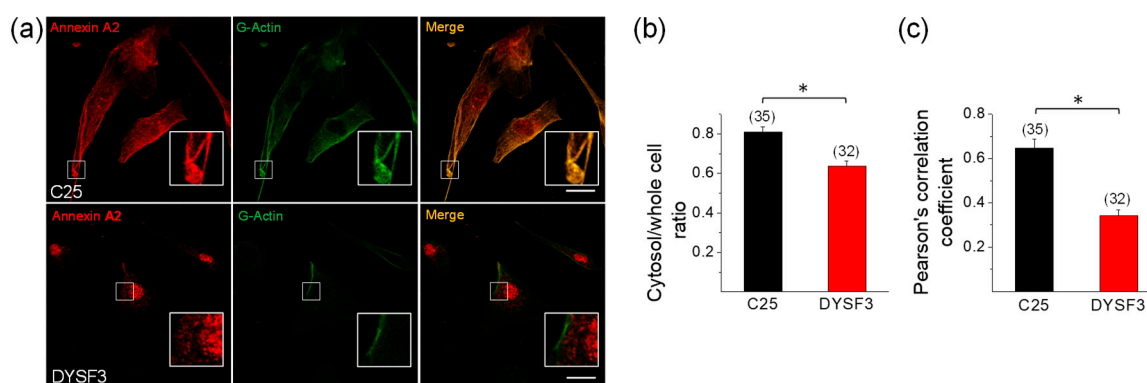 (a)
Annexin A2
G-Actin
Merge
C25
Annexin A2
G-Actin
Merge
DYSF3
(b)
Cytosol/whole cell
ratio
0.8
0.6
0.4
0.2
(35)
*
(32)
C25
DYSF3
(c)
Pearson's correlation
coefficient
0.8
0.6
0.4
0.2
(35)
*
(32)
C25
DYSF3